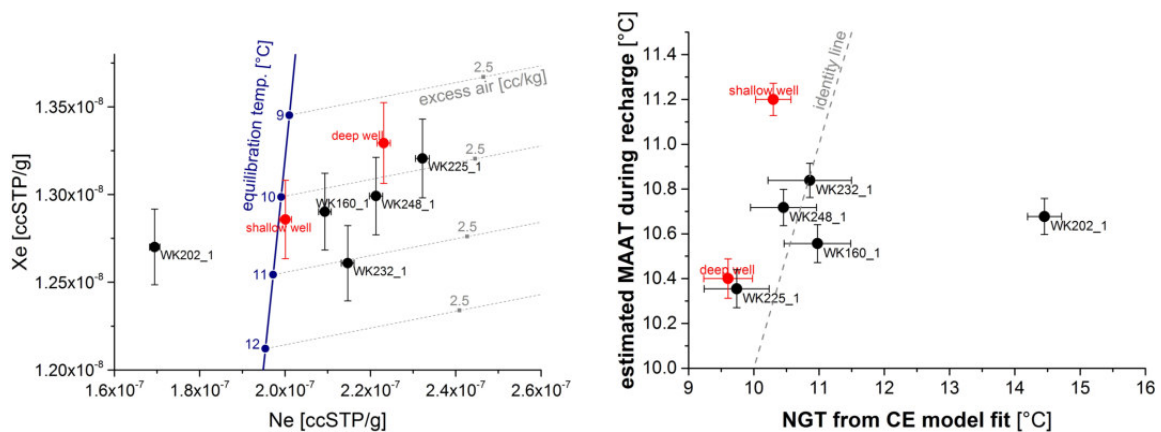 Xe [ccSTP/g]
1.35x10⁻⁸
1.30x10⁻⁸
1.25x10⁻⁸
1.20x10⁻⁸
equilibration temp. [°C]
9
10
11
12
2.5
excess air [cc/kg]
2.5
2.5
2.5
deep well
WK225_1
WK160_1
WK248_1
shallow well
WK202_1
WK232_1
1.6x10⁻⁷
1.8x10⁻⁷
2.0x10⁻⁷
2.2x10⁻⁷
2.4x10⁻⁷
2.6x10⁻⁷
Ne [ccSTP/g]
estimated MAAT during recharge [°C]
11.4
11.2
11.0
10.8
10.6
10.4
10.2
10.0
identity line
shallow well
WK232_1
WK248_1
WK202_1
WK160_1
deep well
WK225_1
9
10
11
12
13
14
15
16
NGT from CE model fit [°C]